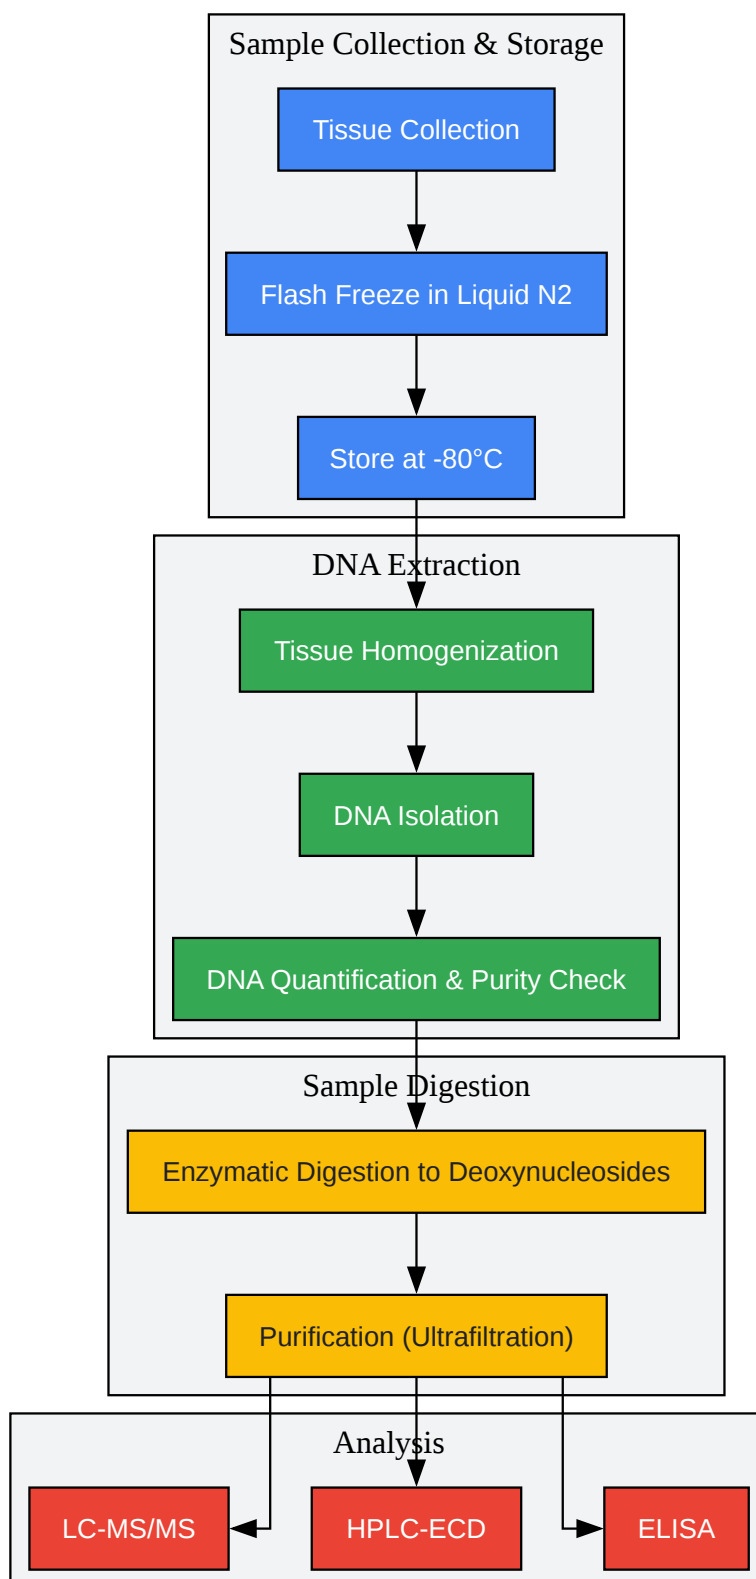 Sample Collection & Storage
Tissue Collection
Flash Freeze in Liquid N2
Store at -80°C
DNA Extraction
Tissue Homogenization
DNA Isolation
DNA Quantification & Purity Check
Sample Digestion
Enzymatic Digestion to Deoxynucleosides
Purification (Ultrafiltration)
Analysis
LC-MS/MS
HPLC-ECD
ELISA